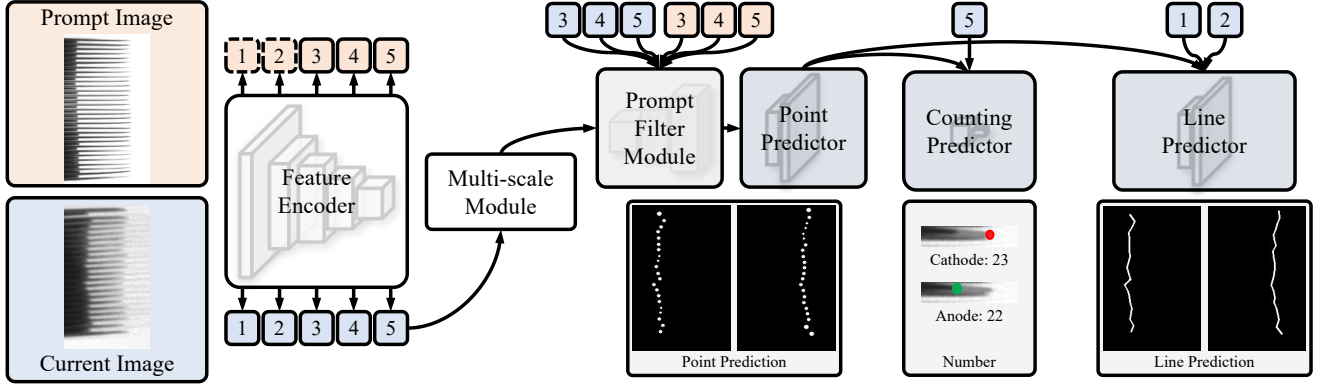 Prompt Image
Current Image
1 2 3 4 5
Feature
Encoder
1 2 3 4 5
Multi-scale
Module
3 4 5 3 4 5
Prompt
Filter
Module
Point
Predictor
5
Counting
Predictor
1 2
Line
Predictor
Point Prediction
Cathode: 23
Anode: 22
Number
Line Prediction